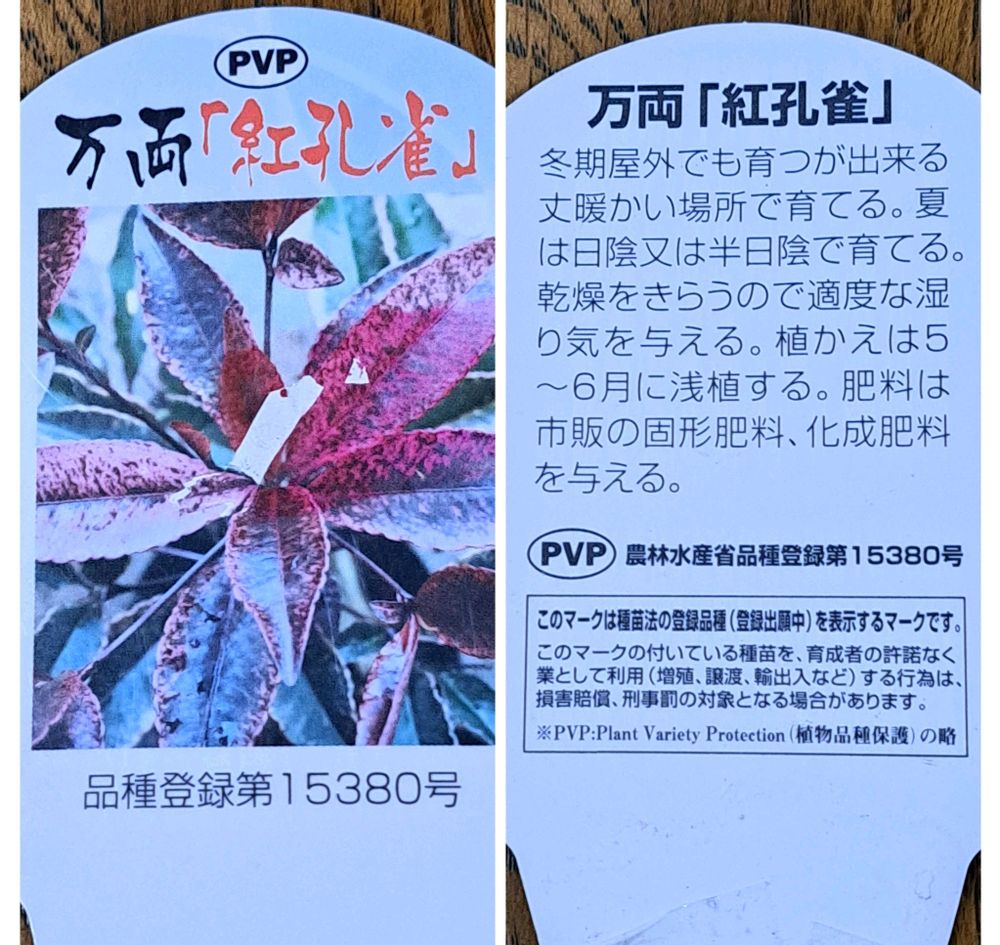 PVP
万両「紅孔雀」
品種登録第15380号
万両「紅孔雀」
冬期屋外でも育つが出来る
丈暖かい場所で育てる。夏
は日陰又は半日陰で育てる。
乾燥をきらうので適度な湿
り気を与える。植かえは5
～6月に浅植する。肥料は
市販の固形肥料、化成肥料
を与える。
PVP 農林水産省品種登録第15380号
このマークは種苗法の登録品種(登録出願中)を表示するマークです。
このマークの付いている種苗を、育成者の許諾なく
業として利用(増殖、譲渡、輸出入など)する行為は、
損害賠償、刑事罰の対象となる場合があります。
※PVP:Plant Variety Protection(植物品種保護)の略